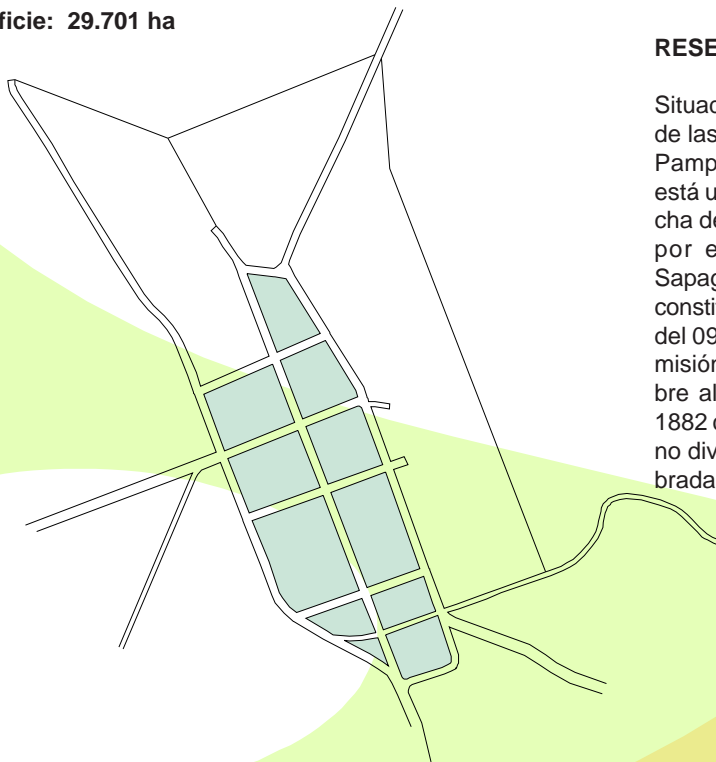 ficie: 29.701 ha
RESE
Situac
de las
Pamp
está u
cha de
por e
Sapag
consti
del 09
misión
bre al
1882 d
no div
brada